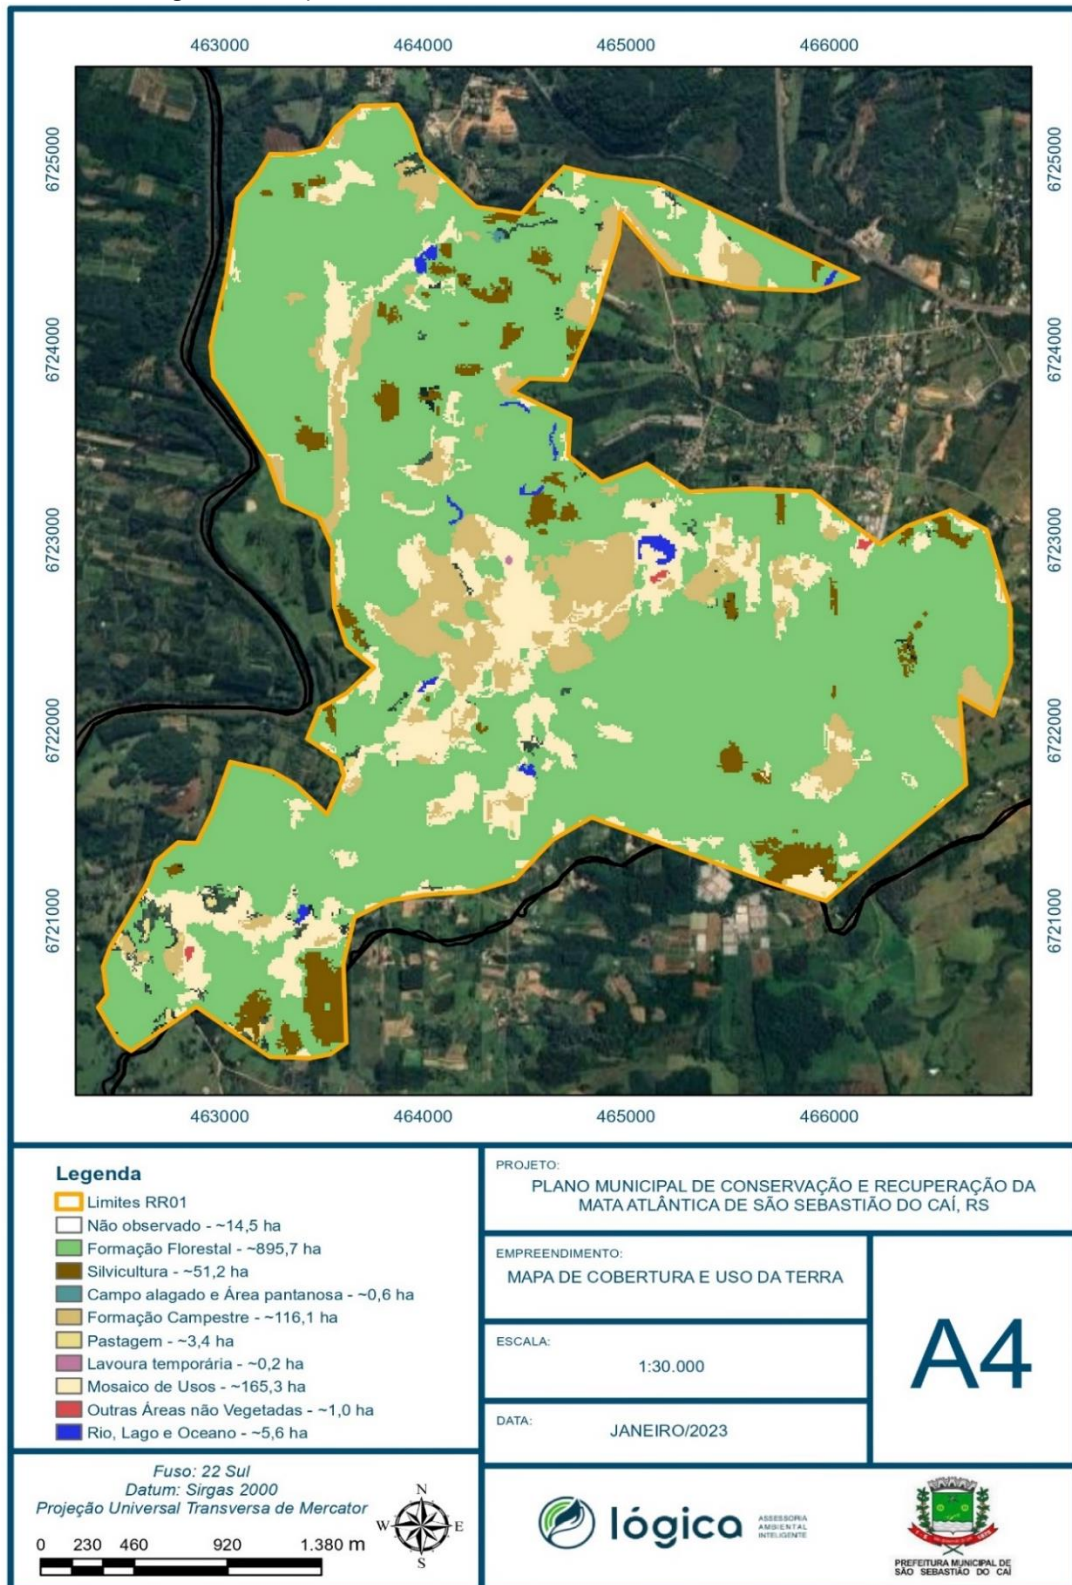 463000 464000 465000 466000
6725000 6725000
6724000 6724000
6723000 6723000
6722000 6722000
6721000 6721000
463000 464000 465000 466000
Legenda
Limites RR01
Não observado - ~14,5 ha
Formação Florestal - ~895,7 ha
Silvicultura - ~51,2 ha
Campo alagado e Área pantanosa - ~0,6 ha
Formação Campestre - ~116,1 ha
Pastagem - ~3,4 ha
Lavoura temporária - ~0,2 ha
Mosaico de Usos - ~165,3 ha
Outras Áreas não Vegetadas - ~1,0 ha
Rio, Lago e Oceano - ~5,6 ha
Fuso: 22 Sul
Datum: Sirgas 2000
Projeção Universal Transversa de Mercator
0 230 460 920 1.380 m
N
W E
S
PROJETO:
PLANO MUNICIPAL DE CONSERVAÇÃO E RECUPERAÇÃO DA
MATA ATLÂNTICA DE SÃO SEBASTIÃO DO CAÍ, RS
EMPREENDIMENTO:
MAPA DE COBERTURA E USO DA TERRA
ESCALA:
1:30.000
DATA:
JANEIRO/2023
A4
lógica
ASSESSORIA
AMBIENTAL
INTELIGENTE
PREFEITURA MUNICIPAL DE
SÃO SEBASTIÃO DO CAÍ